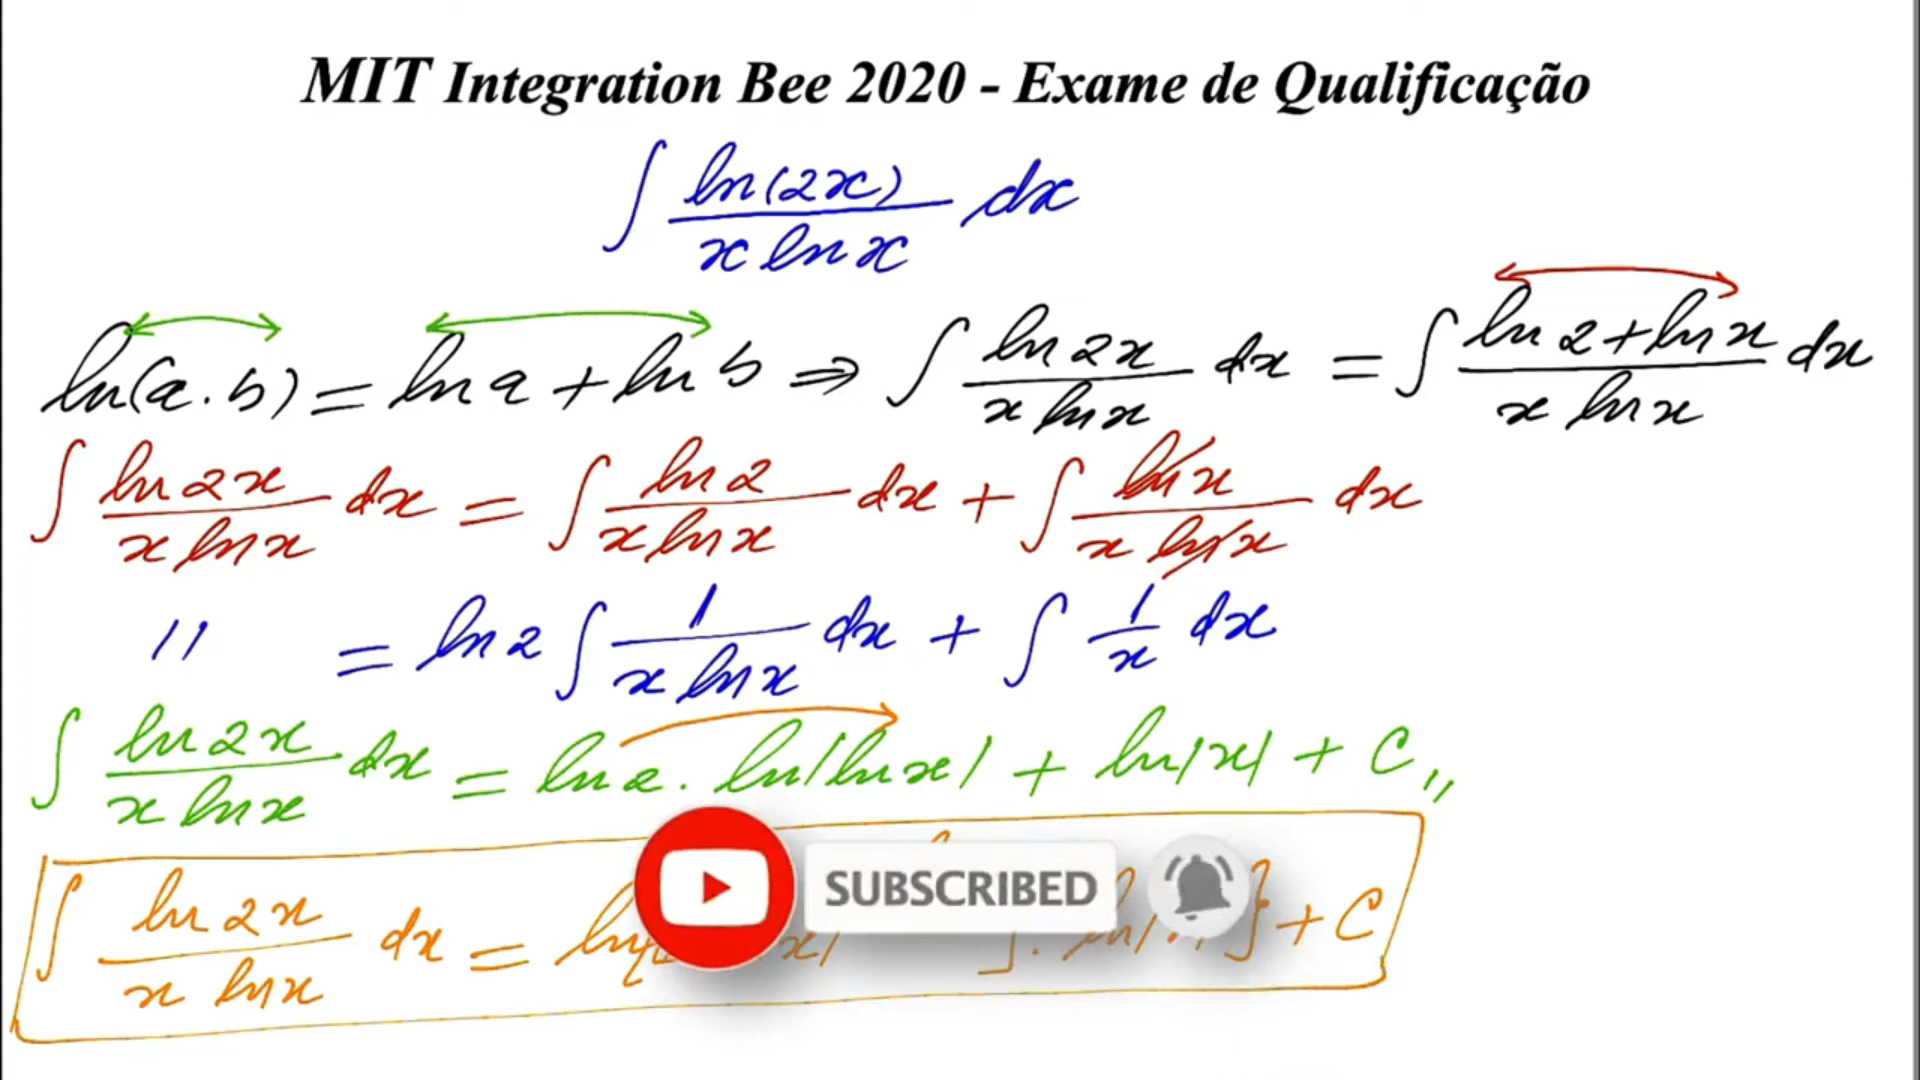 MIT Integration Bee 2020 - Exame de Qualificação
∫ ln(2x) / (x ln x) dx
ln(a.b) = ln a + ln b ⇒ ∫ ln 2x / (x ln x) dx = ∫ (ln 2 + ln x) / (x ln x) dx
∫ ln 2x / (x ln x) dx = ∫ ln 2 / (x ln x) dx + ∫ ln x / (x ln x) dx
" = ln 2 ∫ 1 / (x ln x) dx + ∫ 1/x dx
∫ ln 2x / (x ln x) dx = ln 2 . ln|ln x| + ln|x| + C,,
SUBSCRIBED
∫ ln 2x / (x ln x) dx = ln } + C